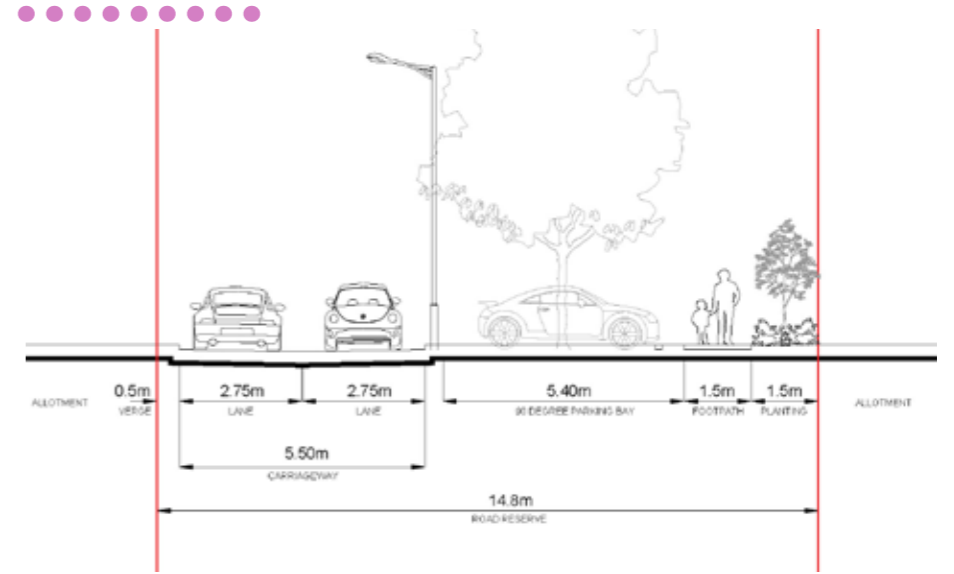 0.5m 2.75m 2.75m 5.40m 1.5m 1.5m
ALLOTMENT VERGE LANE LANE 90 DEGREE PARKING BAY FOOTPATH PLANTING ALLOTMENT
5.50m
CARRIAGEWAY
14.8m
ROAD RESERVE